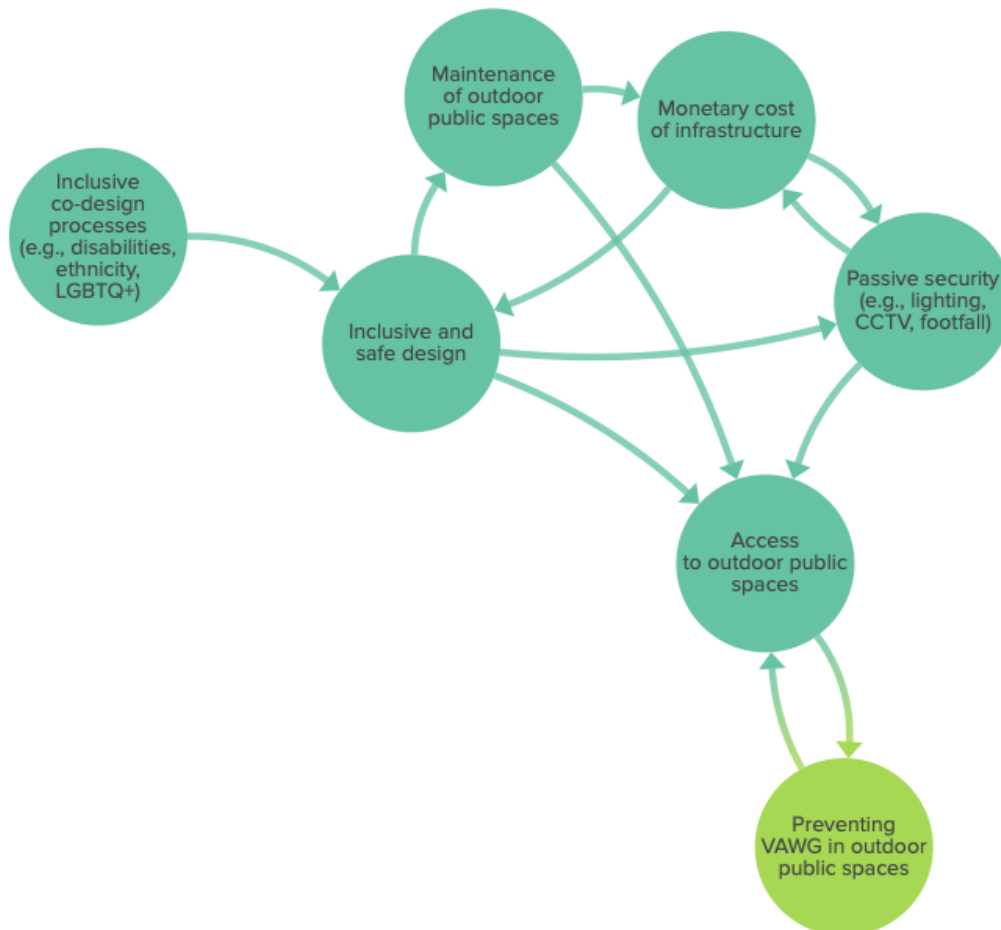 Maintenance
of outdoor
public spaces
Monetary cost
of infrastructure
Inclusive
co-design
processes
(e.g., disabilities,
ethnicity,
LGBTQ+)
Passive security
(e.g., lighting,
CCTV, footfall)
Inclusive and
safe design
Access
to outdoor public
spaces
Preventing
VAWG in outdoor
public spaces